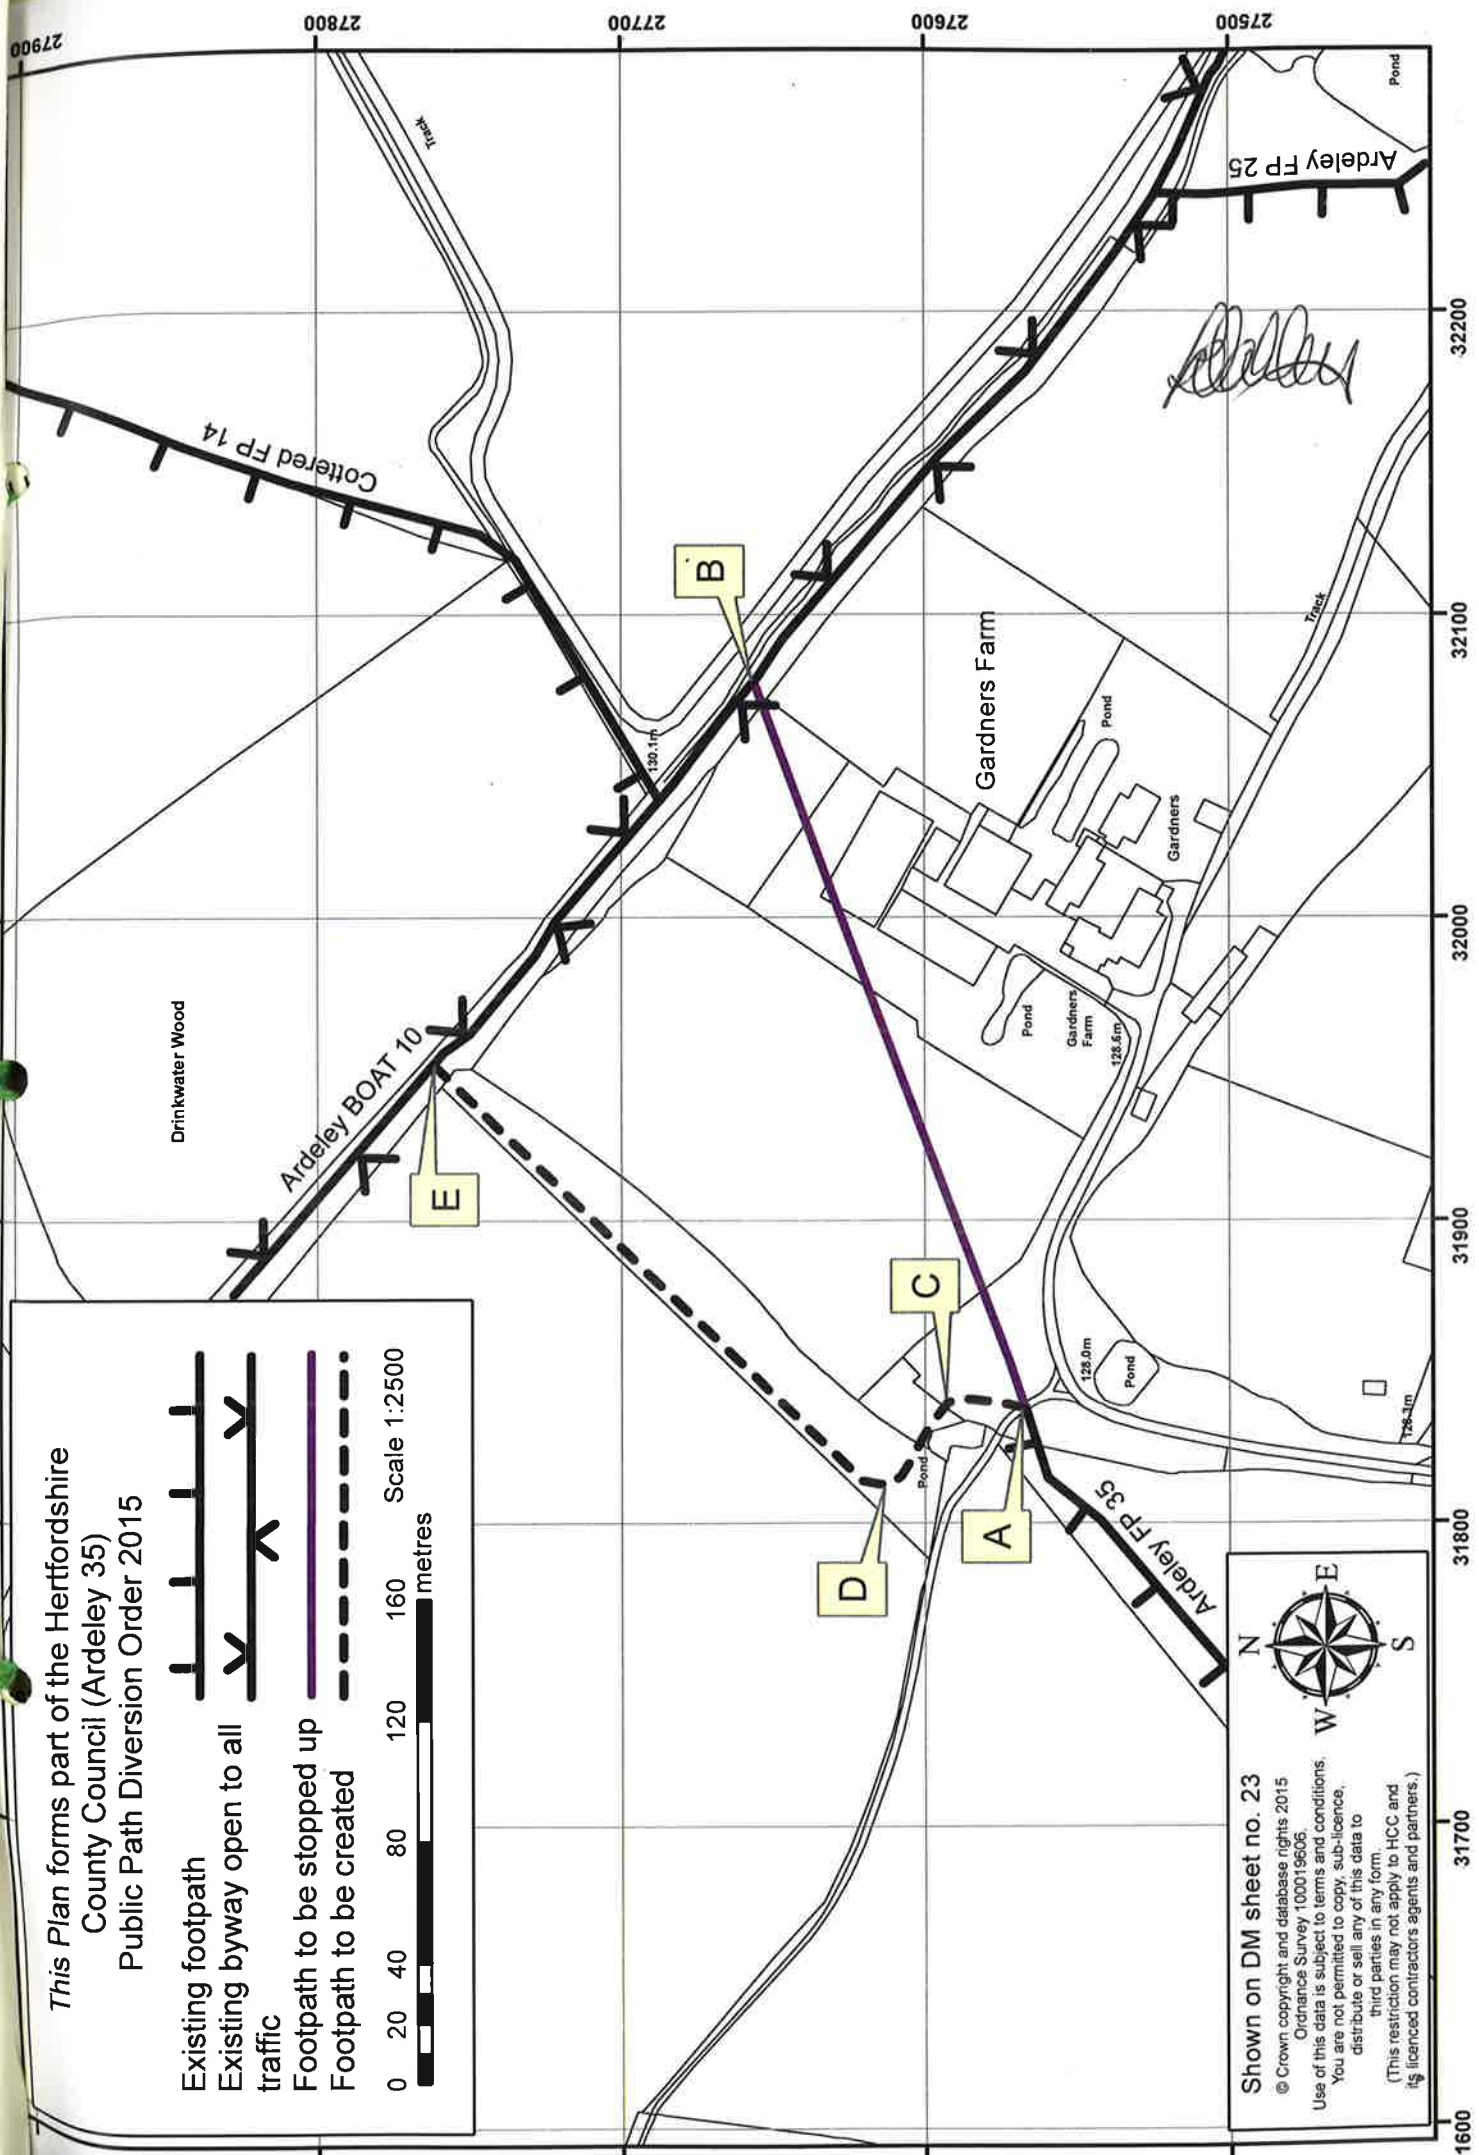 This Plan forms part of the Hertfordshire
County Council (Ardeley 35)
Public Path Diversion Order 2015
Existing footpath
Existing byway open to all
traffic
Footpath to be stopped up
Footpath to be created
0 20 40 80 120 160 Scale 1:2500
metres
Drinkwater Wood
Ardeley BOAT 10
Cottered FP 14
Track
130.1m
E
B
D
C
A
Pond
Gardners Farm
Pond
Pond
Gardners
Farm
128.6m
Gardners
Track
Ardeley FP 25
Pond
Ardeley FP 35
128.0m
Pond
128.1m
Shown on DM sheet no. 23
© Crown copyright and database rights 2015
Ordnance Survey 100019606.
Use of this data is subject to terms and conditions.
You are not permitted to copy, sub-licence,
distribute or sell any of this data to
third parties in any form.
(This restriction may not apply to HCC and
its licenced contractors agents and partners.)
N
W E
S
27900
27800
27700
27600
27500
1600
31700
31800
31900
32000
32100
32200